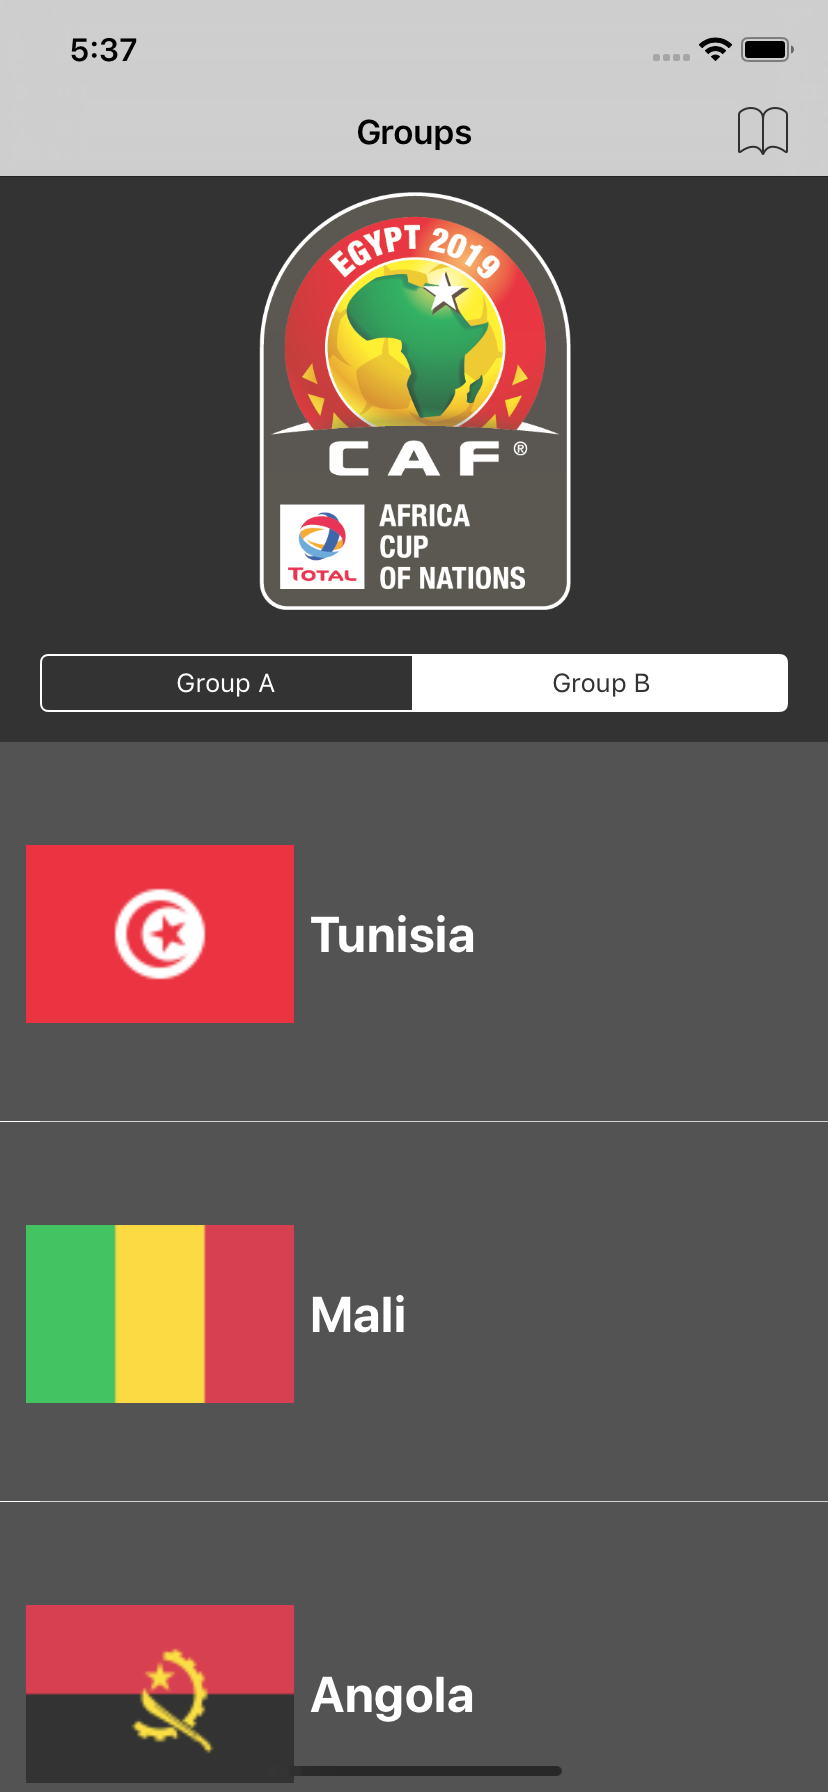 5:37
Groups
EGYPT 2019
CAF®
TOTAL
AFRICA
CUP
OF NATIONS
Group A
Group B
Tunisia
Mali
Angola